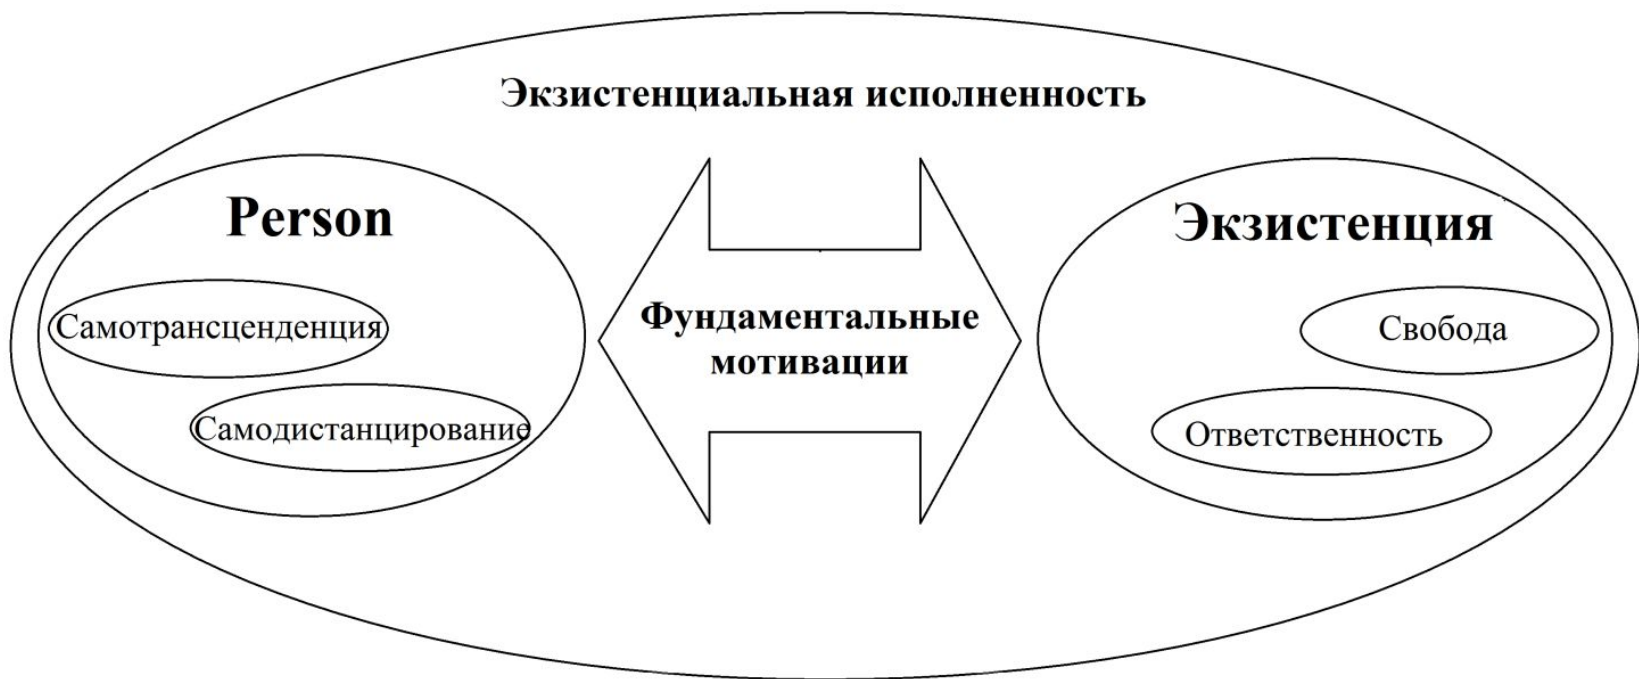 Экзистенциальная исполненность
Person
Самотрансценденция
Самодистанцирование
Фундаментальные
мотивации
Экзистенция
Свобода
Ответственность